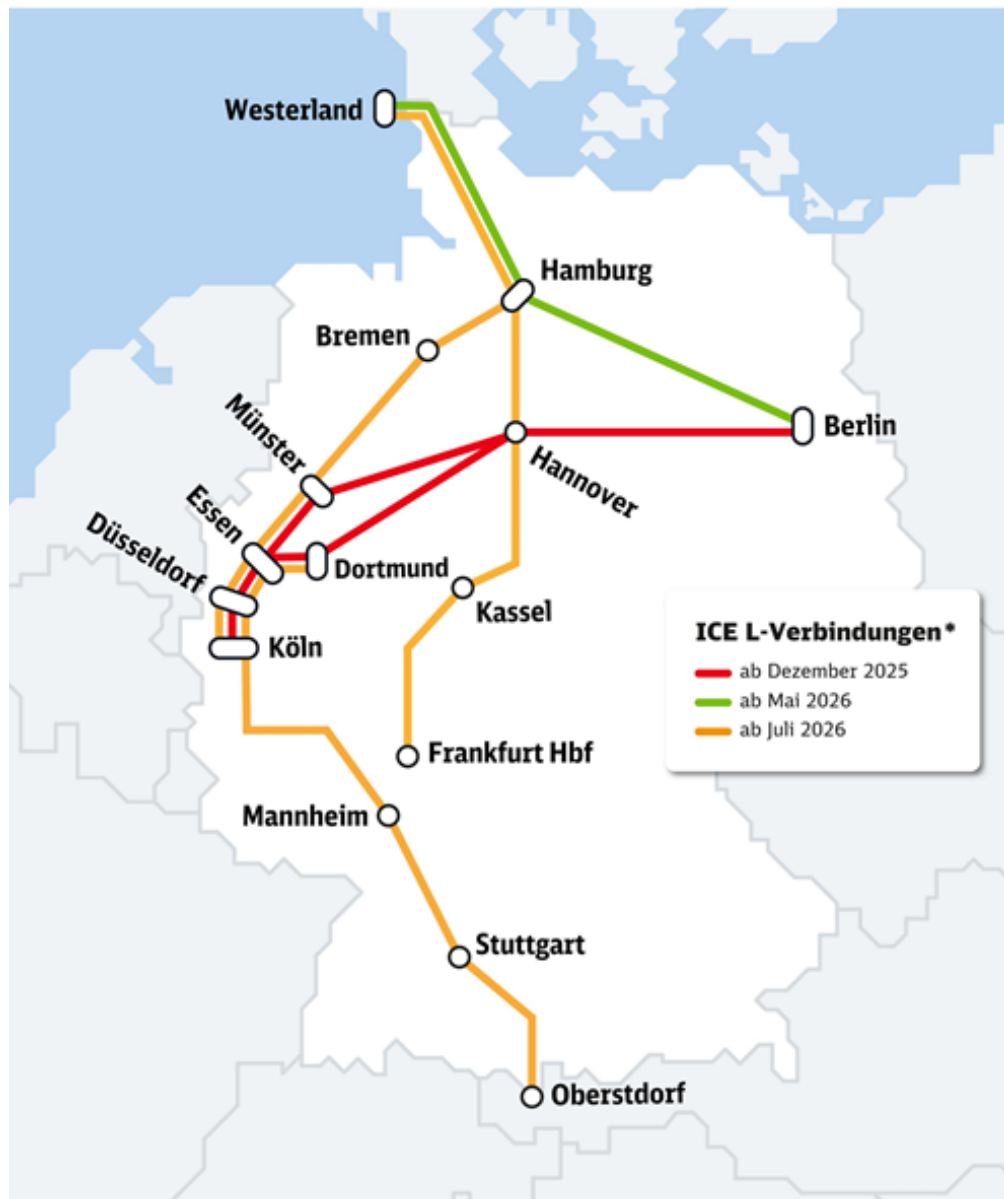 Westerland
Hamburg
Bremen
Münster
Berlin
Hannover
Essen
Düsseldorf
Dortmund
Kassel
Köln
ICE L-Verbindungen*
ab Dezember 2025
ab Mai 2026
ab Juli 2026
Frankfurt Hbf
Mannheim
Stuttgart
Oberstdorf